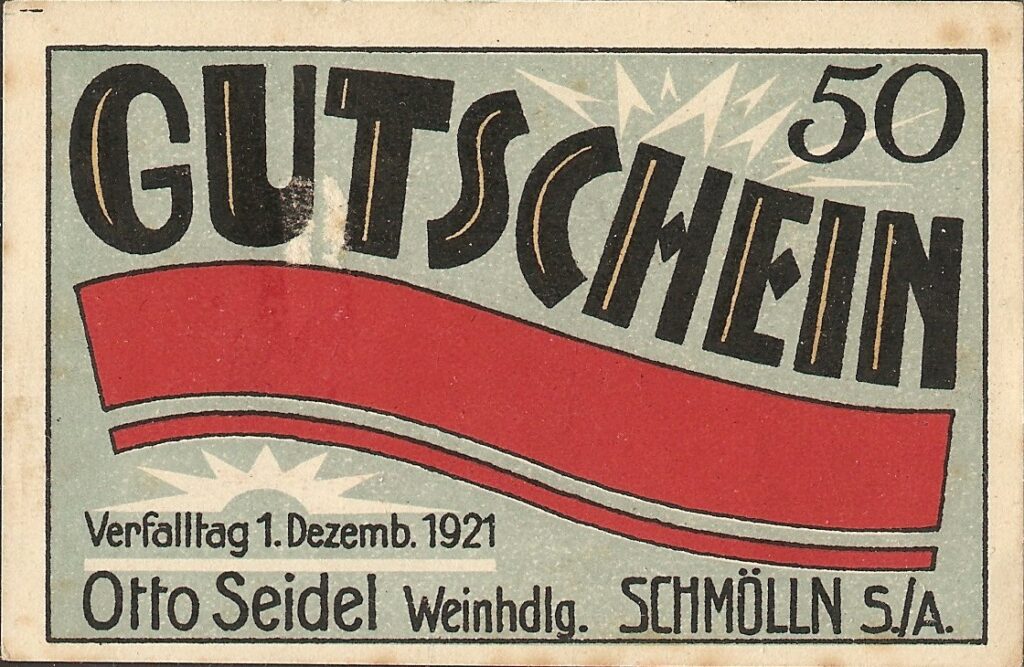 GUTSCHEIN
50
Verfalltag 1. Dezemb. 1921
Otto Seidel Weinhdlg. SCHMÖLLN S./A.